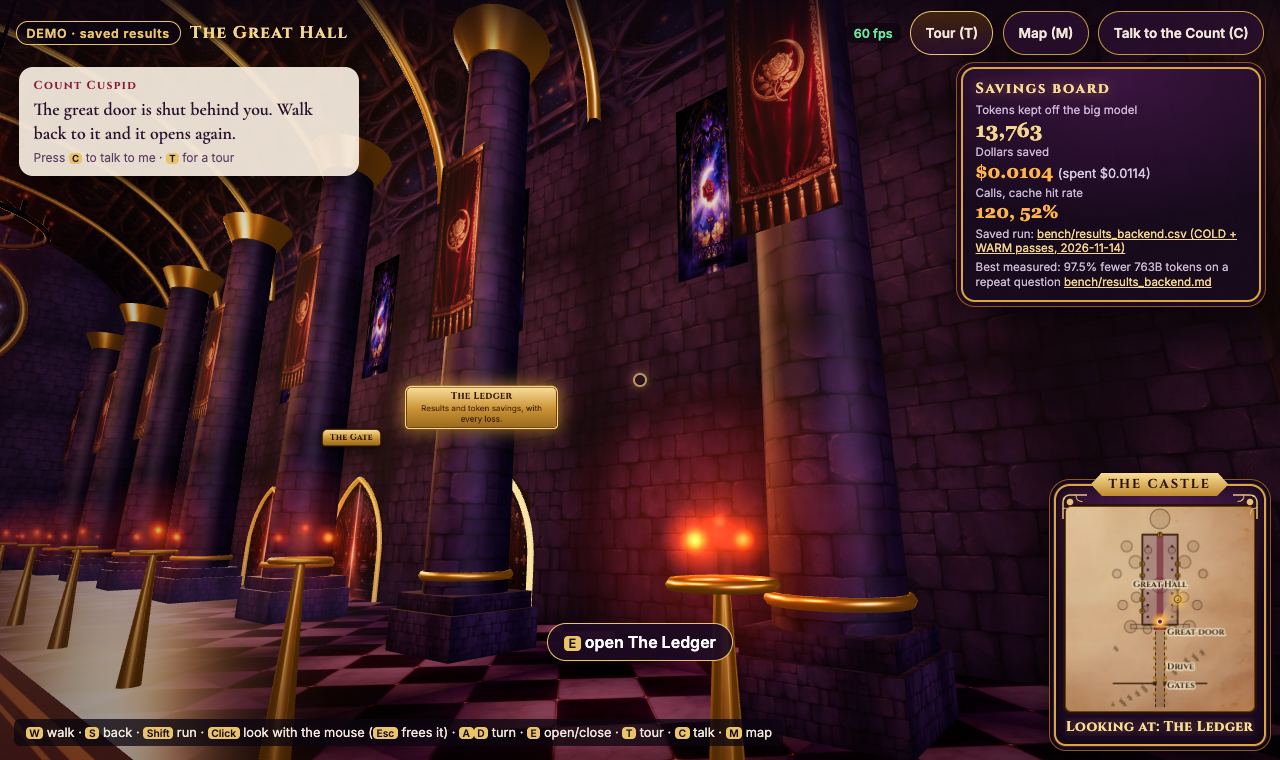 DEMO · saved results
THE GREAT HALL
60 fps
Tour (T)
Map (M)
Talk to the Count (C)
COUNT CUSPID
The great door is shut behind you. Walk
back to it and it opens again.
Press C to talk to me · T for a tour
SAVINGS BOARD
Tokens kept off the big model
13,763
Dollars saved
$0.0104 (spent $0.0114)
Calls, cache hit rate
120, 52%
Saved run: bench/results_backend.csv (COLD +
WARM passes, 2026-11-14)
Best measured: 97.5% fewer 763B tokens on a
repeat question bench/results_backend.md
THE LEDGER
Results and token savings, with
every loss.
THE GATE
E open The Ledger
THE CASTLE
GREAT HALL
GREAT DOOR
DRIVE
GATES
LOOKING AT: THE LEDGER
W walk · S back · Shift run · Click look with the mouse (Esc frees it) · A D turn · E open/close · T tour · C talk · M map